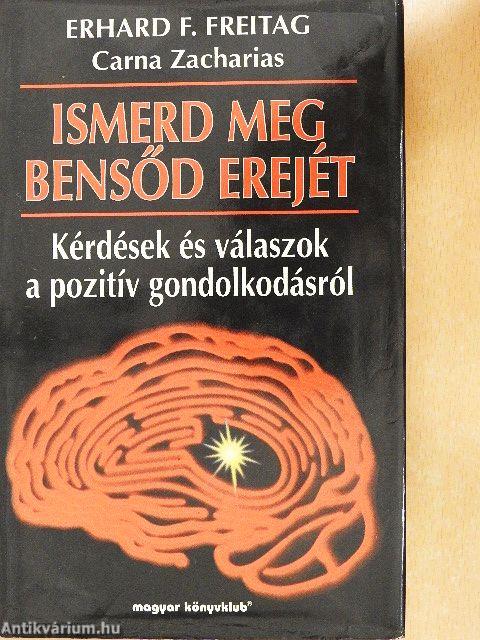 ERHARD F. FREITAG
Carna Zacharias
ISMERD MEG
BENSŐD EREJÉT
Kérdések és válaszok
a pozitív gondolkodásról
magyar könyvklub®
Antikvárium.hu